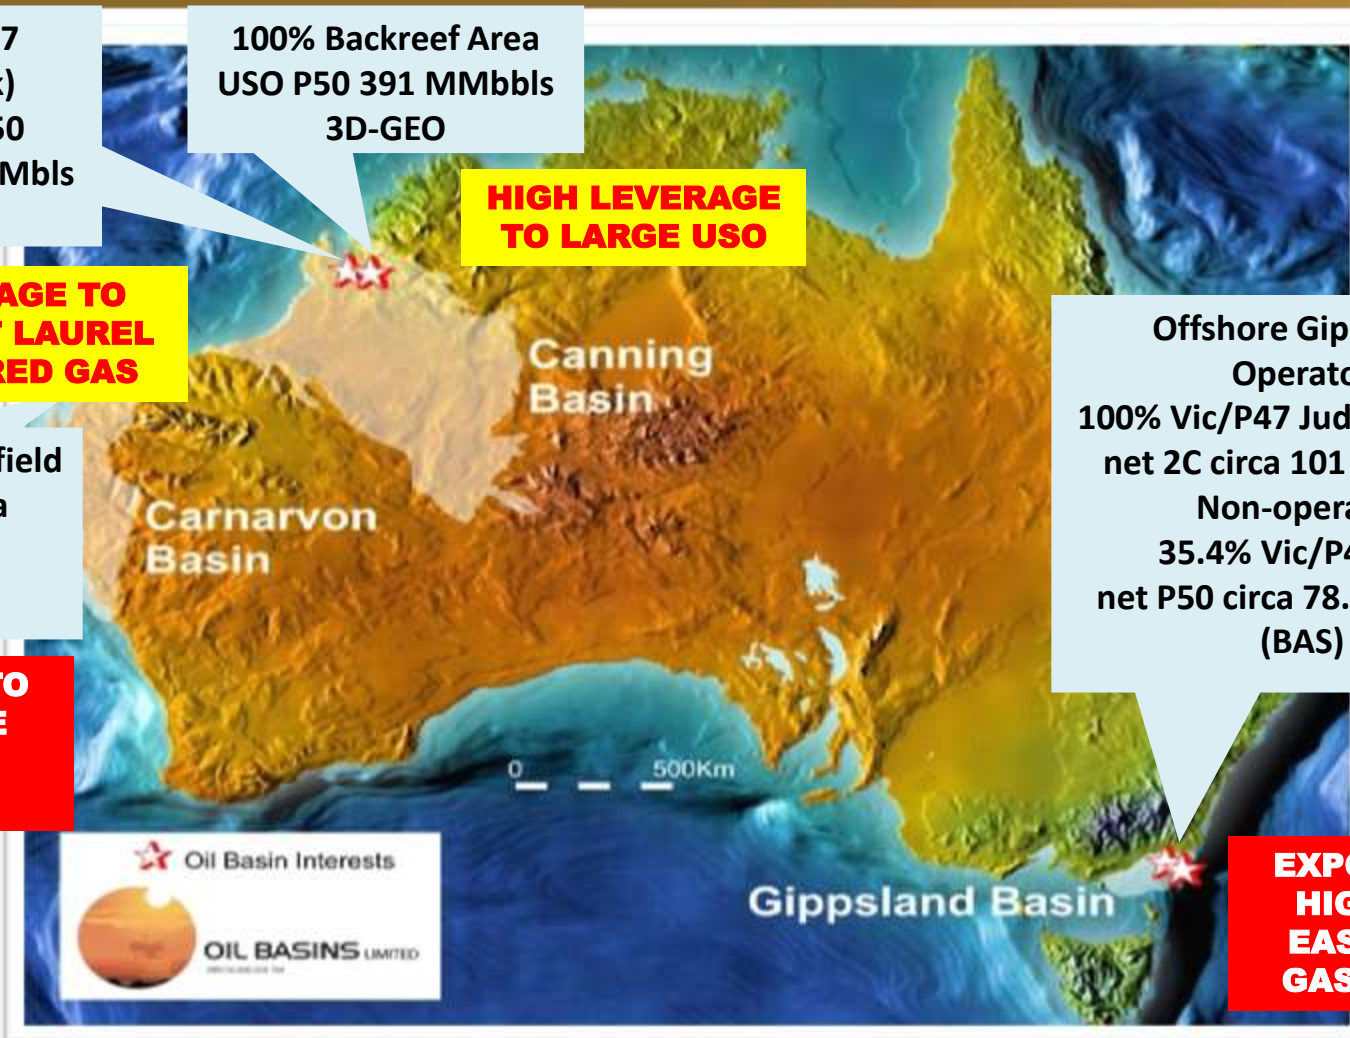 7
x)
50
Mbls
100% Backreef Area
USO P50 391 MMbbls
3D-GEO
HIGH LEVERAGE
TO LARGE USO
AGE TO
LAUREL
RED GAS
Canning
Basin
field
a
Carnarvon
Basin
TO
E
Offshore Gip
Operato
100% Vic/P47 Jud
net 2C circa 101
Non-opera
35.4% Vic/P4
net P50 circa 78.
(BAS)
0 500Km
Oil Basin Interests
OIL BASINS LIMITED
Gippsland Basin
EXPO
HIG
EAS
GAS